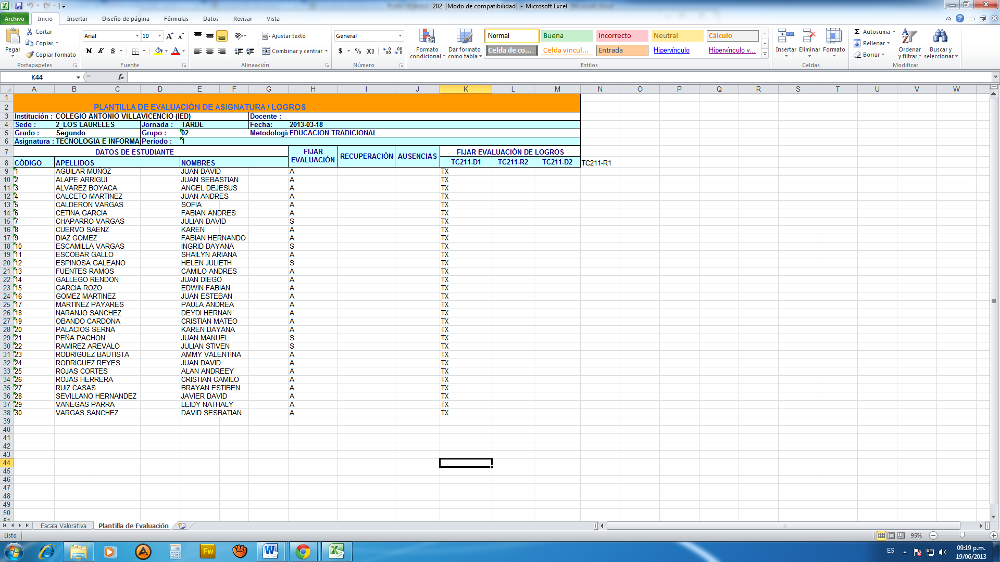 202 [Modo de compatibilidad] - Microsoft Excel
Archivo Inicio Insertar Diseño de página Fórmulas Datos Revisar Vista
Pegar Cortar Copiar Copiar formato Portapapeles
Arial 10 N K S Fuente
Ajustar texto Combinar y centrar Alineación
General $ % 000 Número
Formato condicional Dar formato como tabla
Normal Buena Incorrecto Neutral Cálculo
Celda de co... Celda vincul... Entrada Hipervínculo Hipervínculo v...
Estilos
Insertar Eliminar Formato Celdas
Autosuma Rellenar Borrar Ordenar y filtrar Buscar y seleccionar Modificar
K44 fx
A B C D E F G H I J K L M N O P Q R S T U V W
1
2 PLANTILLA DE EVALUACIÓN DE ASIGNATURA / LOGROS
3 Institución : COLEGIO ANTONIO VILLAVICENCIO (IED) Docente :
4 Sede : 2_LOS LAURELES Jornada : TARDE Fecha: 2013-03-18
5 Grado : Segundo Grupo : 02 Metodologi EDUCACION TRADICIONAL
6 Asignatura : TECNOLOGIA E INFORMA Período : 1
7 DATOS DE ESTUDIANTE FIJAR EVALUACIÓN RECUPERACIÓN AUSENCIAS FIJAR EVALUACIÓN DE LOGROS
8 CÓDIGO APELLIDOS NOMBRES TC211-D1 TC211-R2 TC211-D2 TC211-R1
9 1 AGUILAR MUÑOZ JUAN DAVID A TX
10 2 ALAPE ARRIGUI JUAN SEBASTIAN A TX
11 3 ALVAREZ BOYACA ANGEL DEJESUS A TX
12 4 CALCETO MARTINEZ JUAN ANDRES A TX
13 5 CALDERON VARGAS SOFIA A TX
14 6 CETINA GARCIA FABIAN ANDRES A TX
15 7 CHAPARRO VARGAS JULIAN DAVID S TX
16 8 CUERVO SAENZ KAREN A TX
17 9 DIAZ GOMEZ FABIAN HERNANDO A TX
18 10 ESCAMILLA VARGAS INGRID DAYANA S TX
19 11 ESCOBAR GALLO SHAILYN ARIANA A TX
20 12 ESPINOSA GALEANO HELEN JULIETH S TX
21 13 FUENTES RAMOS CAMILO ANDRES A TX
22 14 GALLEGO RENDON JUAN DIEGO A TX
23 15 GARCIA ROZO EDWIN FABIAN A TX
24 16 GOMEZ MARTINEZ JUAN ESTEBAN A TX
25 17 MARTINEZ PAYARES PAULA ANDREA A TX
26 18 NARANJO SANCHEZ DEYDI HERNAN A TX
27 19 OBANDO CARDONA CRISTIAN MATEO A TX
28 20 PALACIOS SERNA KAREN DAYANA A TX
29 21 PEÑA PACHON JUAN MANUEL S TX
30 22 RAMIREZ AREVALO JULIAN STIVEN S TX
31 23 RODRIGUEZ BAUTISTA AMMY VALENTINA A TX
32 24 RODRIGUEZ REYES JUAN DAVID A TX
33 25 ROJAS CORTES ALAN ANDREEY A TX
34 26 ROJAS HERRERA CRISTIAN CAMILO A TX
35 27 RUIZ CASAS BRAYAN ESTIBEN A TX
36 28 SEVILLANO HERNANDEZ JAVIER DAVID A TX
37 29 VANEGAS PARRA LEIDY NATHALY A TX
38 30 VARGAS SANCHEZ DAVID SESBATIAN A TX
39
40
41
42
43
44
45
46
47
48
49
50
51
Escala Valorativa Plantilla de Evaluación
Listo 95%
Fw W ES 09:19 p.m.
19/06/2013